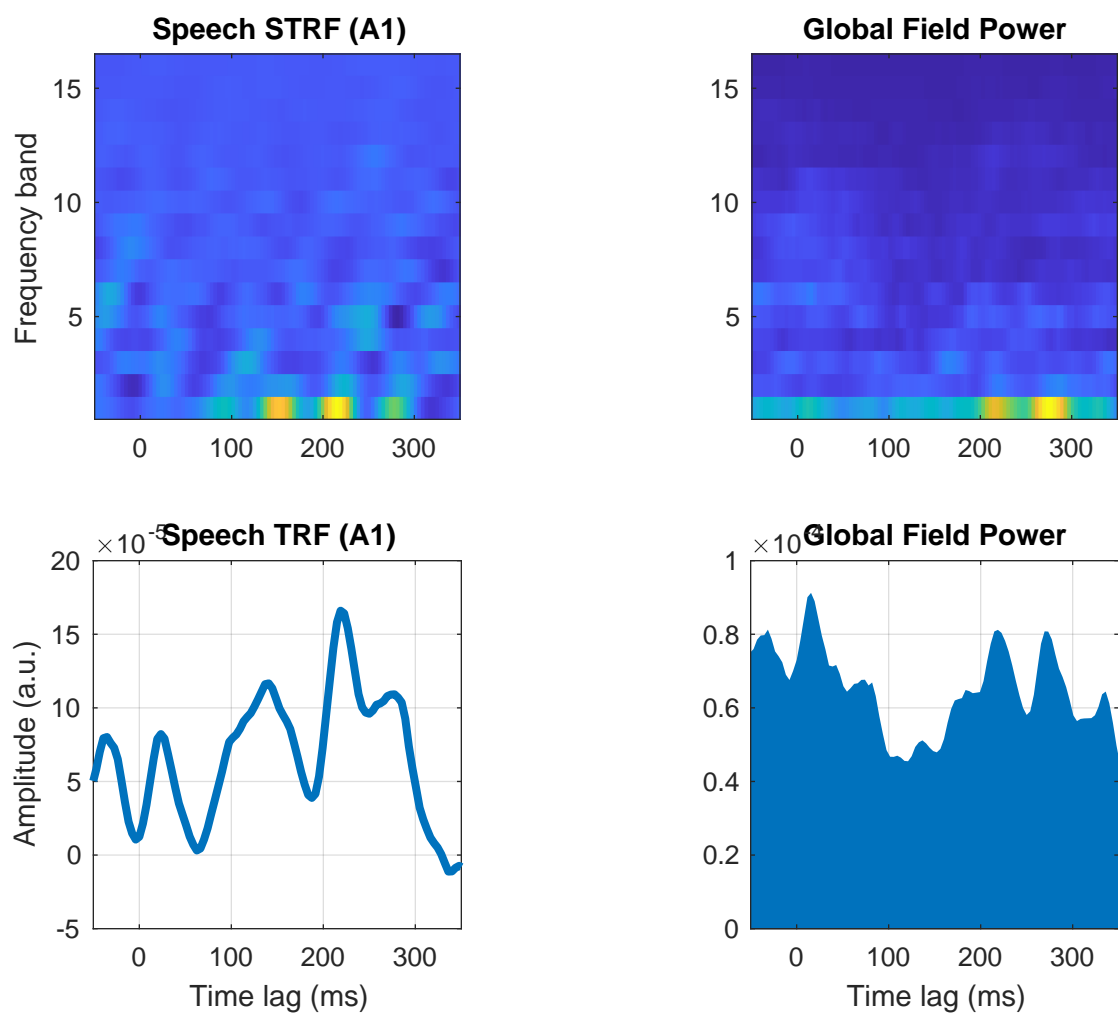 Speech STRF (A1)
Frequency band
15
10
5
0 100 200 300
Global Field Power
15
10
5
0 100 200 300
Speech TRF (A1)
×10-5
Amplitude (a.u.)
20
15
10
5
0
-5
0 100 200 300
Time lag (ms)
Global Field Power
×10-4
1
0.8
0.6
0.4
0.2
0
0 100 200 300
Time lag (ms)